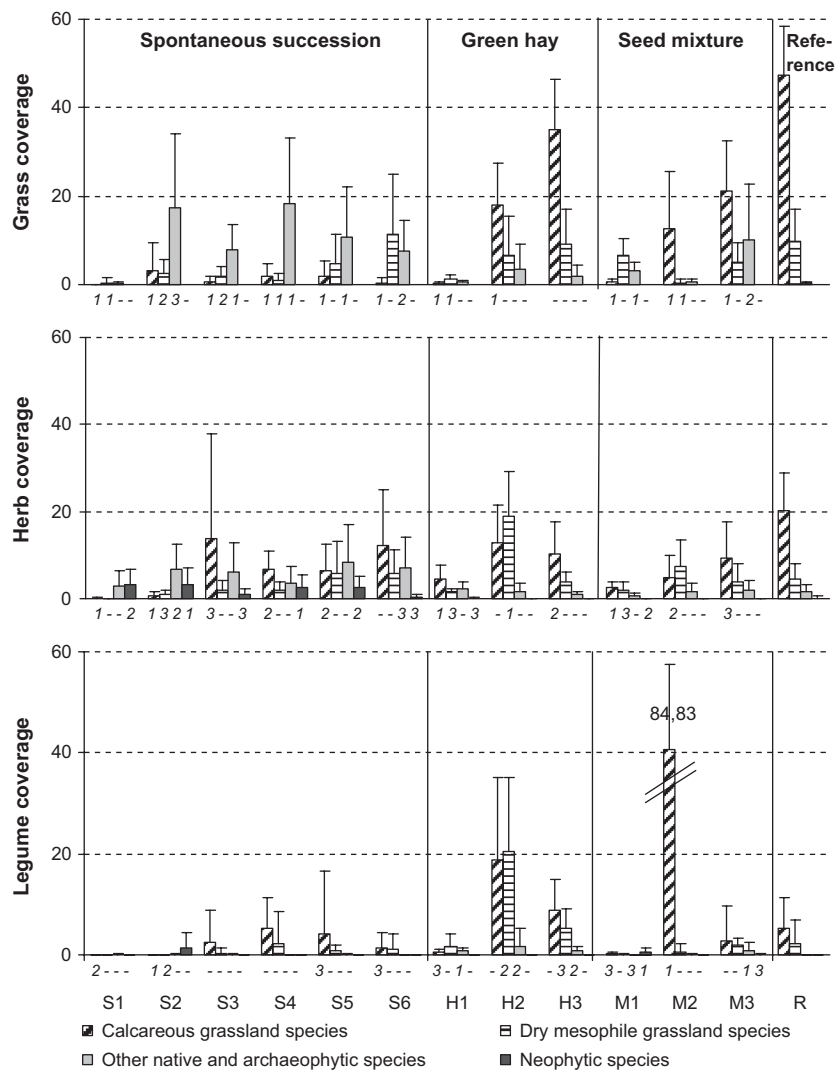 60
Spontaneous succession Green hay Seed mixture Refe-
rence
Grass coverage
40
20
0
1 1 - - 1 2 3 - 1 2 1 - 1 1 1 - 1 - 1 - 1 - 2 - 1 1 - - 1 - - - - - - - 1 - 1 - 1 1 - - 1 - 2 -
60
Herb coverage
40
20
0
1 - - 2 1 3 2 1 3 - - 3 2 - - 1 2 - - 2 - - 3 3 1 3 - 3 - 1 - - 2 - - - 1 3 - 2 2 - - - 3 - - -
60
84,83
Legume coverage
40
20
0
2 - - - 1 2 - - - - - - - - - - 3 - - - 3 - - - 3 - 1 - - 2 2 - - 3 2 - 3 - 3 1 1 - - - - - 1 3
S1 S2 S3 S4 S5 S6 H1 H2 H3 M1 M2 M3 R
Calcareous grassland species Dry mesophile grassland species
Other native and archaeophytic species Neophytic species